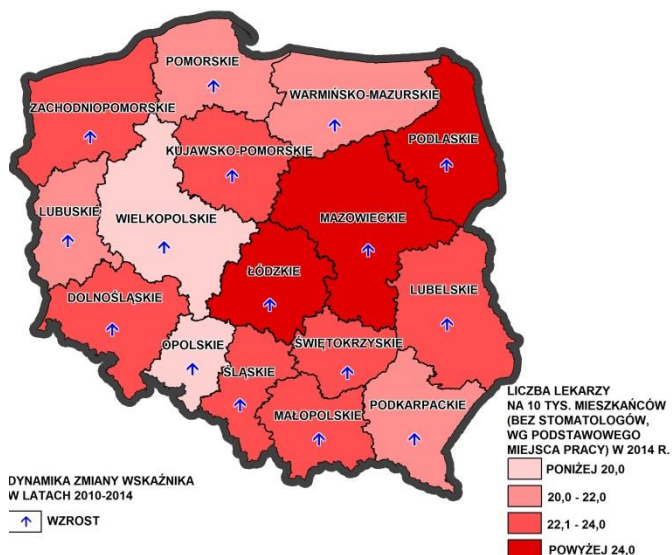 POMORSKIE
WARMIŃSKO-MAZURSKIE
ZACHODNIOPOMORSKIE
PODLASKIE
KUJAWSKO-POMORSKIE
LUBUSKIE
WIELKOPOLSKIE
MAZOWIECKIE
ŁÓDZKIE
LUBELSKIE
DOLNOŚLĄSKIE
OPOLSKIE
ŚWIĘTOKRZYSKIE
ŚLĄSKIE
MAŁOPOLSKIE
PODKARPACKIE
LICZBA LEKARZY
NA 10 TYS. MIESZKAŃCÓW
(BEZ STOMATOLOGÓW,
WG PODSTAWOWEGO
MIEJSCA PRACY) W 2014 R.
PONIŻEJ 20,0
20,0 - 22,0
22,1 - 24,0
POWYŻEJ 24,0
DYNAMIKA ZMIANY WSKAŹNIKA
W LATACH 2010-2014
WZROST